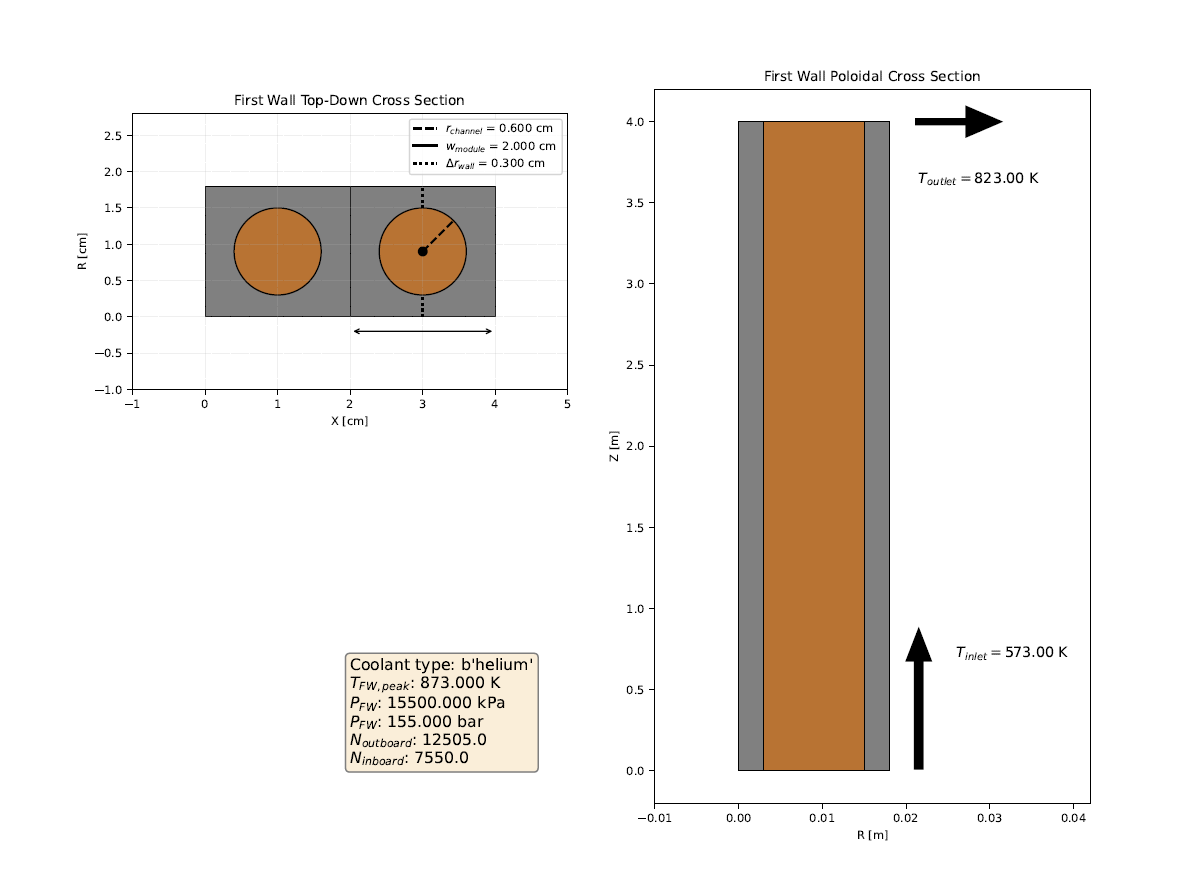 First Wall Top-Down Cross Section
r_channel = 0.600 cm
w_module = 2.000 cm
Δr_wall = 0.300 cm
R [cm]
2.5
2.0
1.5
1.0
0.5
0.0
−0.5
−1.0
−1 0 1 2 3 4 5
X [cm]
Coolant type: b'helium'
T_FW,peak: 873.000 K
P_FW: 15500.000 kPa
P_FW: 155.000 bar
N_outboard: 12505.0
N_inboard: 7550.0
First Wall Poloidal Cross Section
Z [m]
4.0
3.5
3.0
2.5
2.0
1.5
1.0
0.5
0.0
T_outlet = 823.00 K
T_inlet = 573.00 K
−0.01 0.00 0.01 0.02 0.03 0.04
R [m]